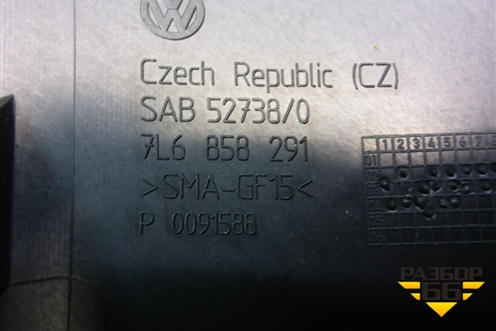 Czech Republic (CZ)
SAB 52738/0
7L6 858 291
>SMA-GF15<
P 0091588
1 2 3 4 5 6 7
01
РАЗБОР
66